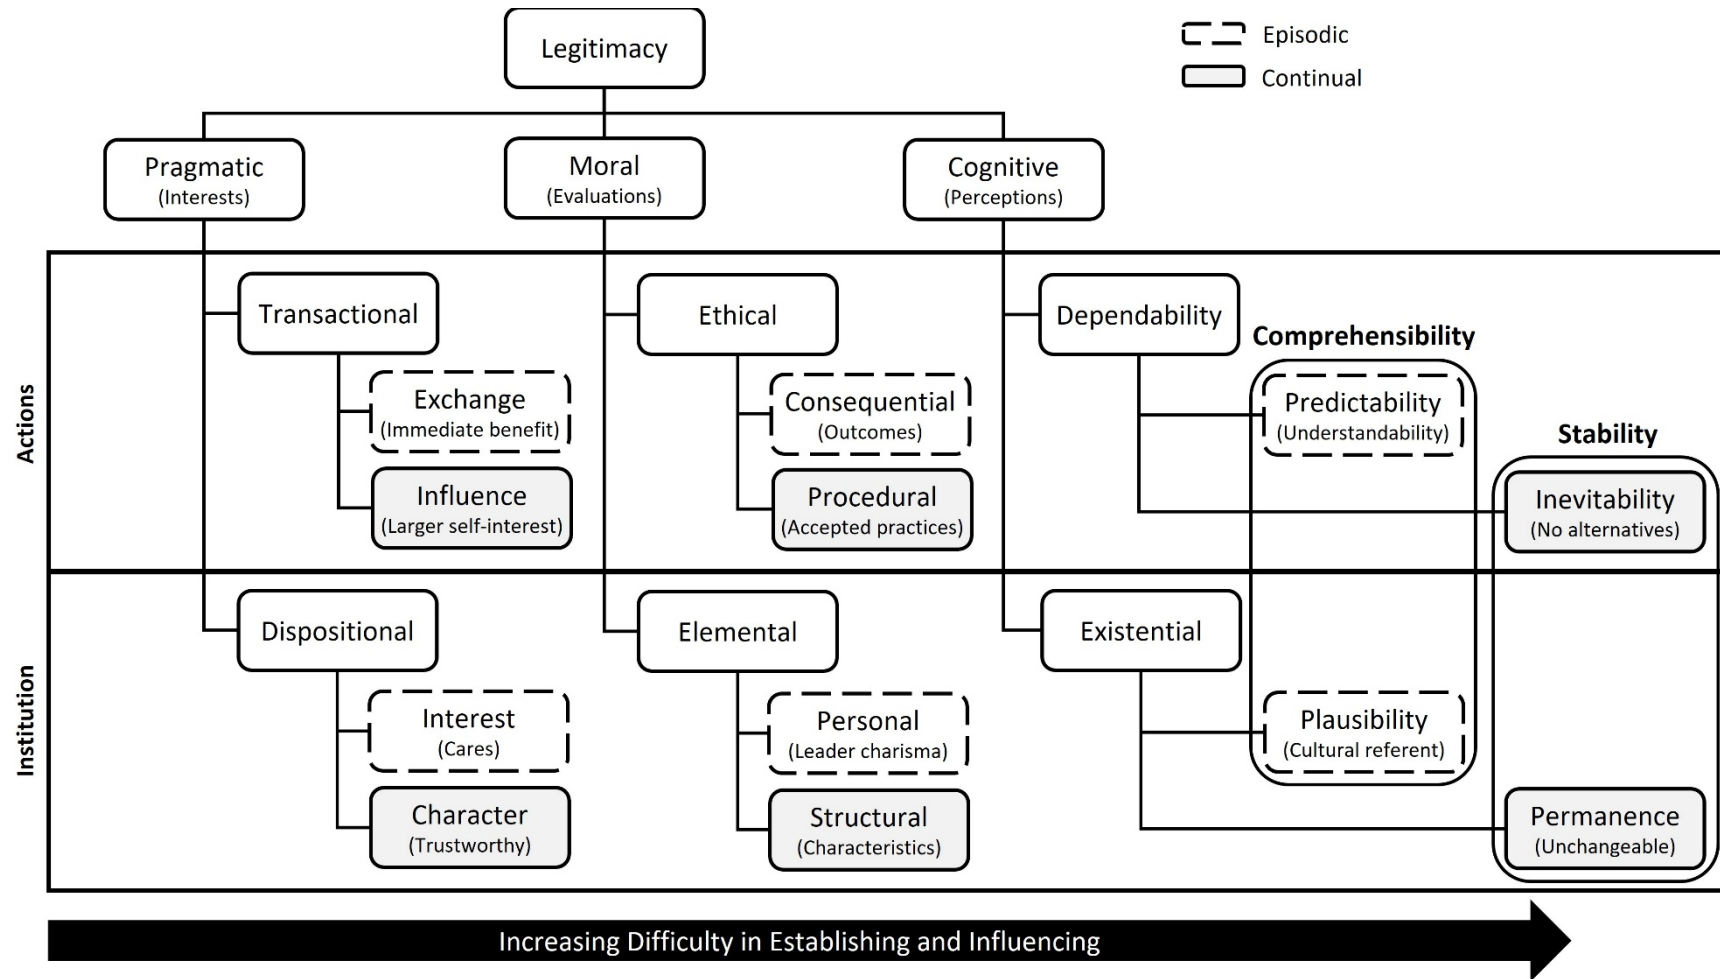 Legitimacy
Episodic
Continual
Pragmatic
(Interests)
Moral
(Evaluations)
Cognitive
(Perceptions)
Actions
Transactional
Exchange
(Immediate benefit)
Influence
(Larger self-interest)
Ethical
Consequential
(Outcomes)
Procedural
(Accepted practices)
Dependability
Comprehensibility
Predictability
(Understandability)
Stability
Inevitability
(No alternatives)
Institution
Dispositional
Interest
(Cares)
Character
(Trustworthy)
Elemental
Personal
(Leader charisma)
Structural
(Characteristics)
Existential
Plausibility
(Cultural referent)
Permanence
(Unchangeable)
Increasing Difficulty in Establishing and Influencing